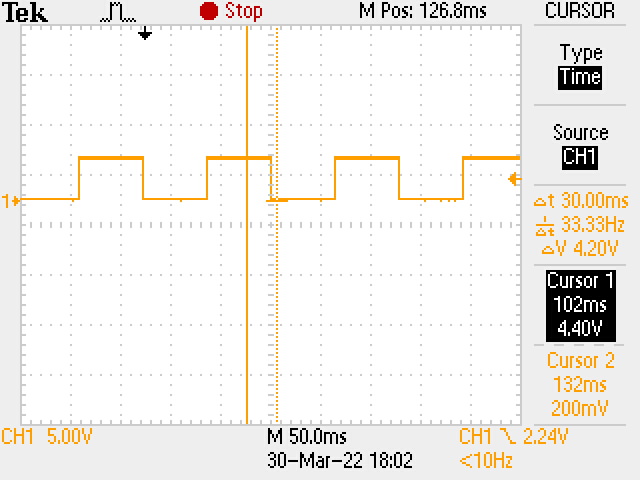 Tek Stop M Pos: 126.8ms CURSOR
Type
Time
Source
CH1
Δt 30.00ms
1/Δt 33.33Hz
ΔV 4.20V
1
Cursor 1
102ms
4.40V
Cursor 2
132ms
200mV
CH1 5.00V M 50.0ms CH1 2.24V
30-Mar-22 18:02 <10Hz